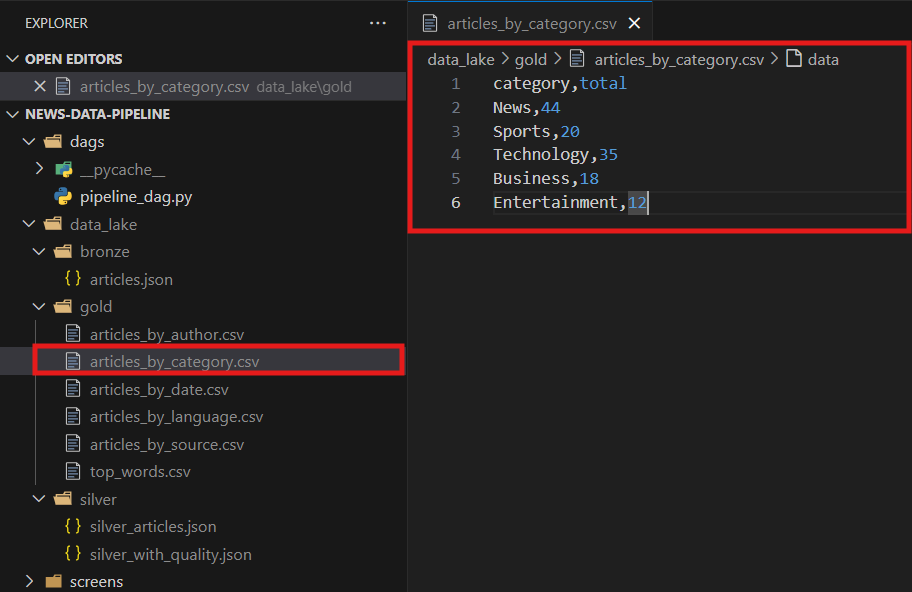 EXPLORER
OPEN EDITORS
articles_by_category.csv data_lake\gold
NEWS-DATA-PIPELINE
dags
__pycache__
pipeline_dag.py
data_lake
bronze
{} articles.json
gold
articles_by_author.csv
articles_by_category.csv
articles_by_date.csv
articles_by_language.csv
articles_by_source.csv
top_words.csv
silver
{} silver_articles.json
{} silver_with_quality.json
screens
articles_by_category.csv
data_lake > gold > articles_by_category.csv > data
1 category,total
2 News,44
3 Sports,20
4 Technology,35
5 Business,18
6 Entertainment,12